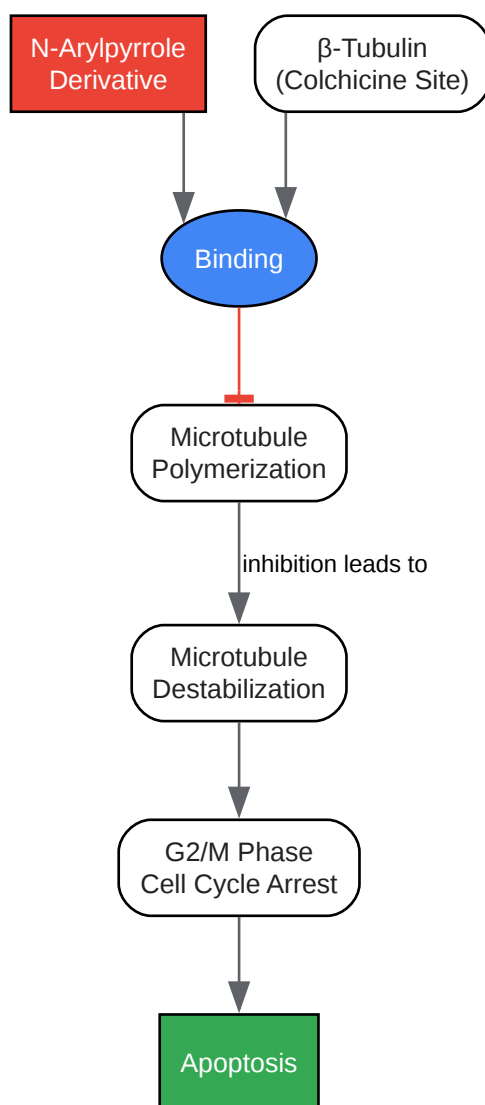 N-Arylpyrrole
Derivative
β-Tubulin
(Colchicine Site)
Binding
Microtubule
Polymerization
inhibition leads to
Microtubule
Destabilization
G2/M Phase
Cell Cycle Arrest
Apoptosis